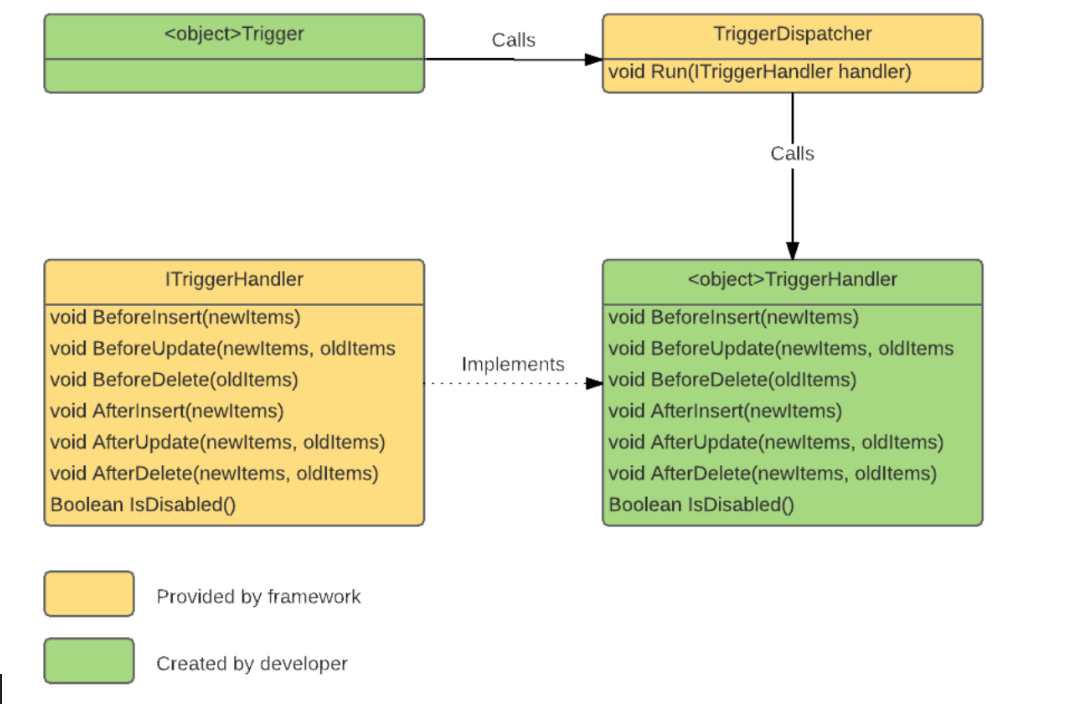 <object>Trigger
Calls
TriggerDispatcher
void Run(ITriggerHandler handler)
Calls
ITriggerHandler
void BeforeInsert(newItems)
void BeforeUpdate(newItems, oldItems
void BeforeDelete(oldItems)
void AfterInsert(newItems)
void AfterUpdate(newItems, oldItems)
void AfterDelete(newItems, oldItems)
Boolean IsDisabled()
Implements
<object>TriggerHandler
void BeforeInsert(newItems)
void BeforeUpdate(newItems, oldItems
void BeforeDelete(oldItems)
void AfterInsert(newItems)
void AfterUpdate(newItems, oldItems)
void AfterDelete(newItems, oldItems)
Boolean IsDisabled()
Provided by framework
Created by developer